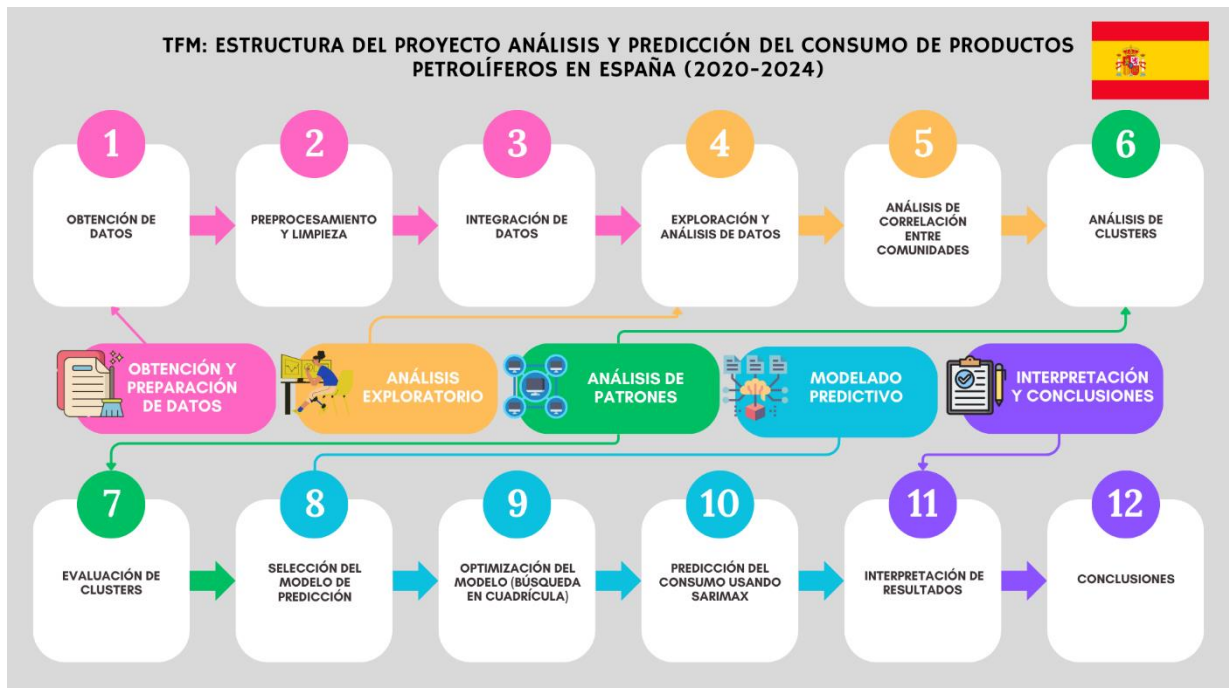 TFM: ESTRUCTURA DEL PROYECTO ANÁLISIS Y PREDICCIÓN DEL CONSUMO DE PRODUCTOS
PETROLÍFEROS EN ESPAÑA (2020-2024)
1
OBTENCIÓN DE
DATOS
2
PREPROCESAMIENTO
Y LIMPIEZA
3
INTEGRACIÓN DE
DATOS
4
EXPLORACIÓN Y
ANÁLISIS DE DATOS
5
ANÁLISIS DE
CORRELACIÓN
ENTRE
COMUNIDADES
6
ANÁLISIS DE
CLUSTERS
OBTENCIÓN Y
PREPARACIÓN
DE DATOS
ANÁLISIS
EXPLORATORIO
ANÁLISIS DE
PATRONES
MODELADO
PREDICTIVO
INTERPRETACIÓN
Y CONCLUSIONES
7
EVALUACIÓN DE
CLUSTERS
8
SELECCIÓN DEL
MODELO DE
PREDICCIÓN
9
OPTIMIZACIÓN DEL
MODELO (BÚSQUEDA
EN CUADRÍCULA)
10
PREDICCIÓN DEL
CONSUMO USANDO
SARIMAX
11
INTERPRETACIÓN DE
RESULTADOS
12
CONCLUSIONES